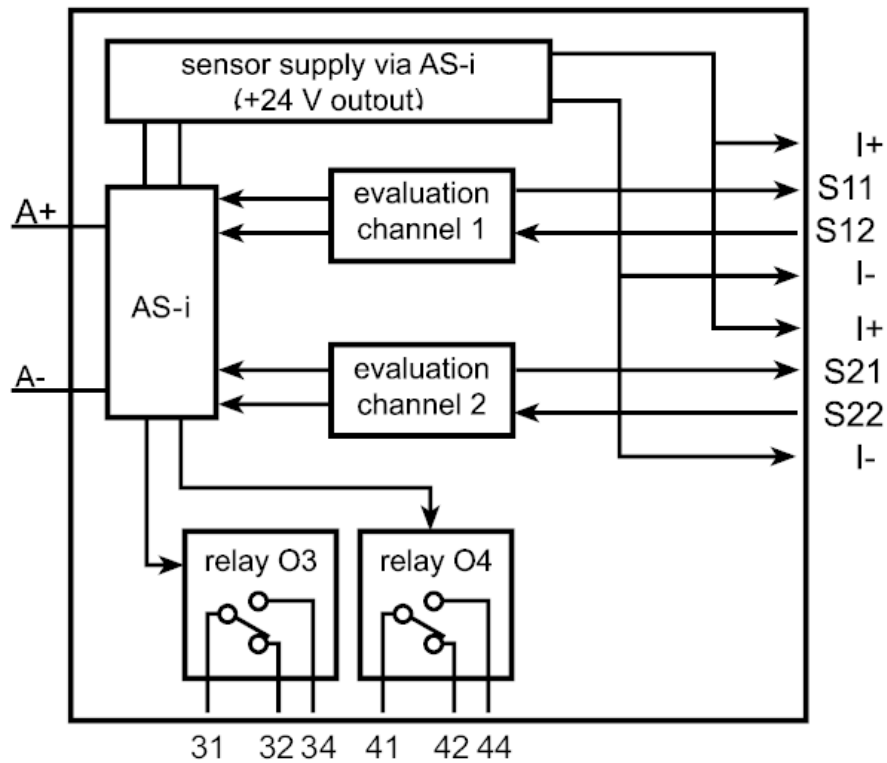 sensor supply via AS-i
(+24 V output)
I+
evaluation
channel 1
S11
A+
S12
I-
AS-i
I+
evaluation
channel 2
S21
A-
S22
I-
relay O3
relay O4
31
32
34
41
42
44